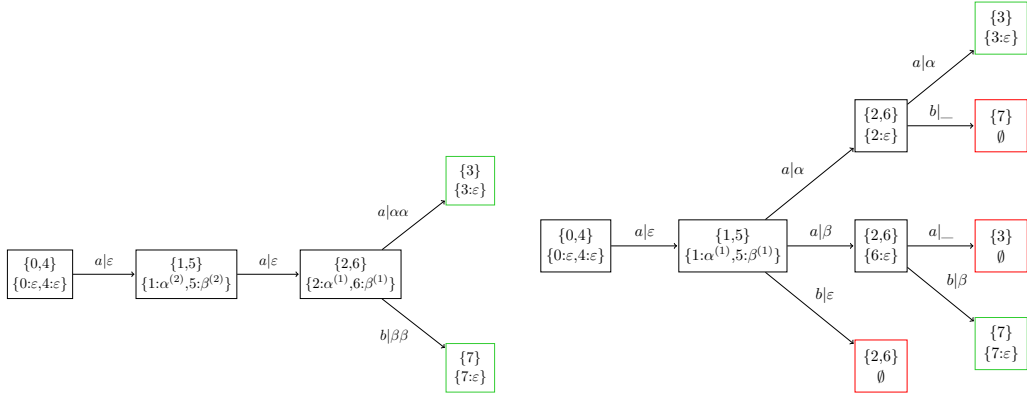 {0,4}
{0:ε,4:ε}
a|ε
{1,5}
{1:α⁽²⁾,5:β⁽²⁾}
a|ε
{2,6}
{2:α⁽¹⁾,6:β⁽¹⁾}
a|αα
{3}
{3:ε}
b|ββ
{7}
{7:ε}
{0,4}
{0:ε,4:ε}
a|ε
{1,5}
{1:α⁽¹⁾,5:β⁽¹⁾}
a|α
{2,6}
{2:ε}
a|α
{3}
{3:ε}
b|_
{7}
∅
a|β
{2,6}
{6:ε}
a|_
{3}
∅
b|β
{7}
{7:ε}
b|ε
{2,6}
∅